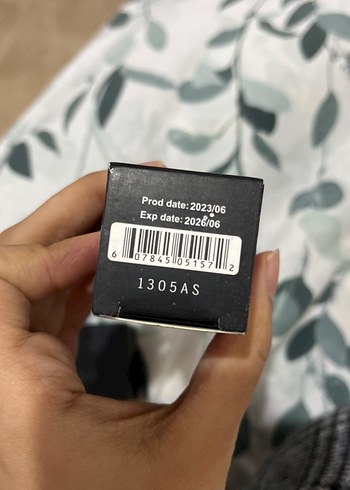 Prod date: 2023/06
Exp date: 2026/06
6 07845 05157 2
1305AS